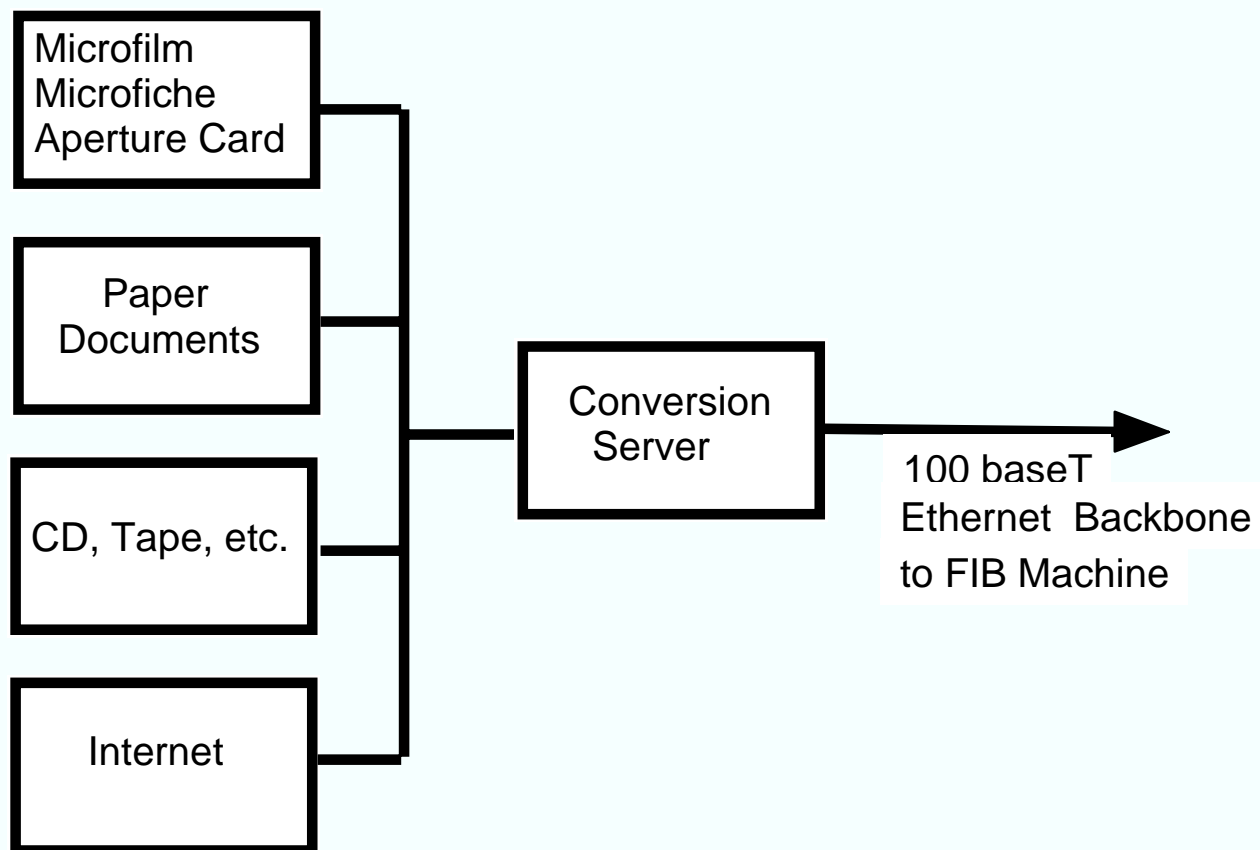 Microfilm
Microfiche
Aperture Card
Paper
Documents
CD, Tape, etc.
Internet
Conversion
Server
100 baseT
Ethernet Backbone
to FIB Machine